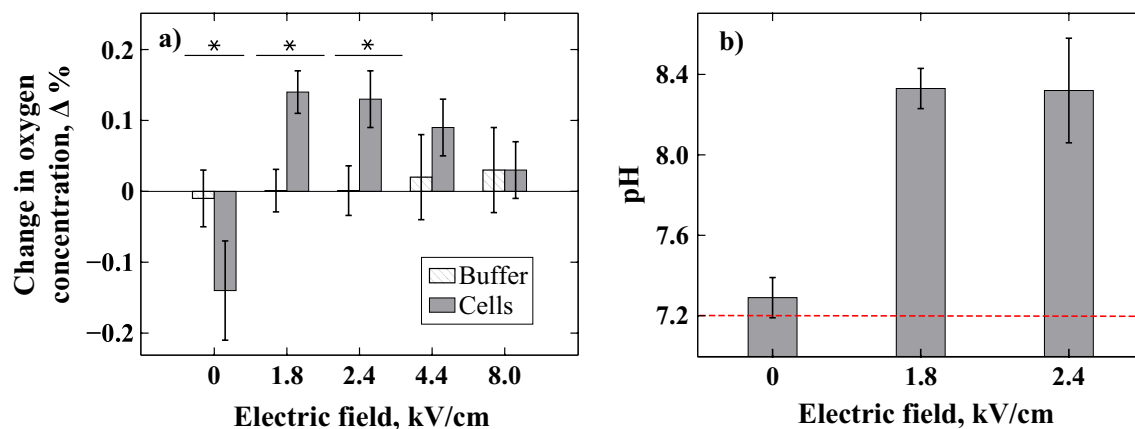 a)
* * *
Change in oxygen
concentration, Δ %
0.2
0.1
0
−0.1
−0.2
Buffer
Cells
0 1.8 2.4 4.4 8.0
Electric field, kV/cm
b)
pH
8.4
8.0
7.6
7.2
0 1.8 2.4
Electric field, kV/cm